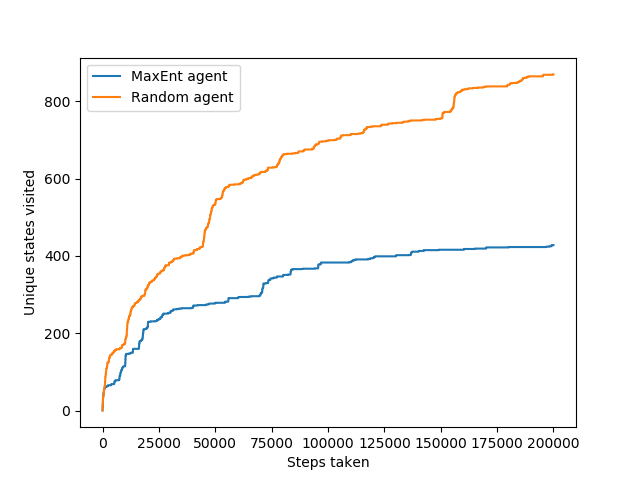 MaxEnt agent
Random agent
800
600
400
200
0
Unique states visited
0 25000 50000 75000 100000 125000 150000 175000 200000
Steps taken